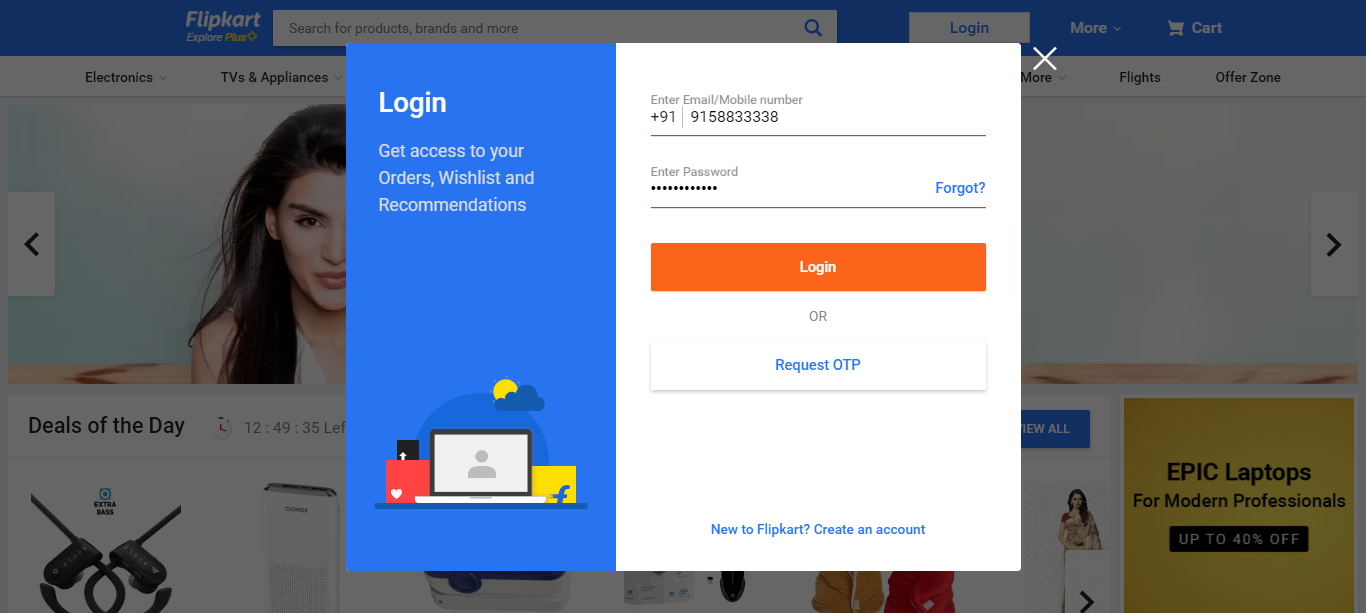 Flipkart
Explore Plus
Search for products, brands and more
Login
More
Cart
Electronics
TVs & Appliances
More
Flights
Offer Zone
Login
Get access to your
Orders, Wishlist and
Recommendations
Enter Email/Mobile number
+91 9158833338
Enter Password
••••••••••••
Forgot?
Login
OR
Request OTP
New to Flipkart? Create an account
Deals of the Day
12 : 49 : 35 Lef
VIEW ALL
EXTRA
BASS
GIONEE
EPIC Laptops
For Modern Professionals
UP TO 40% OFF